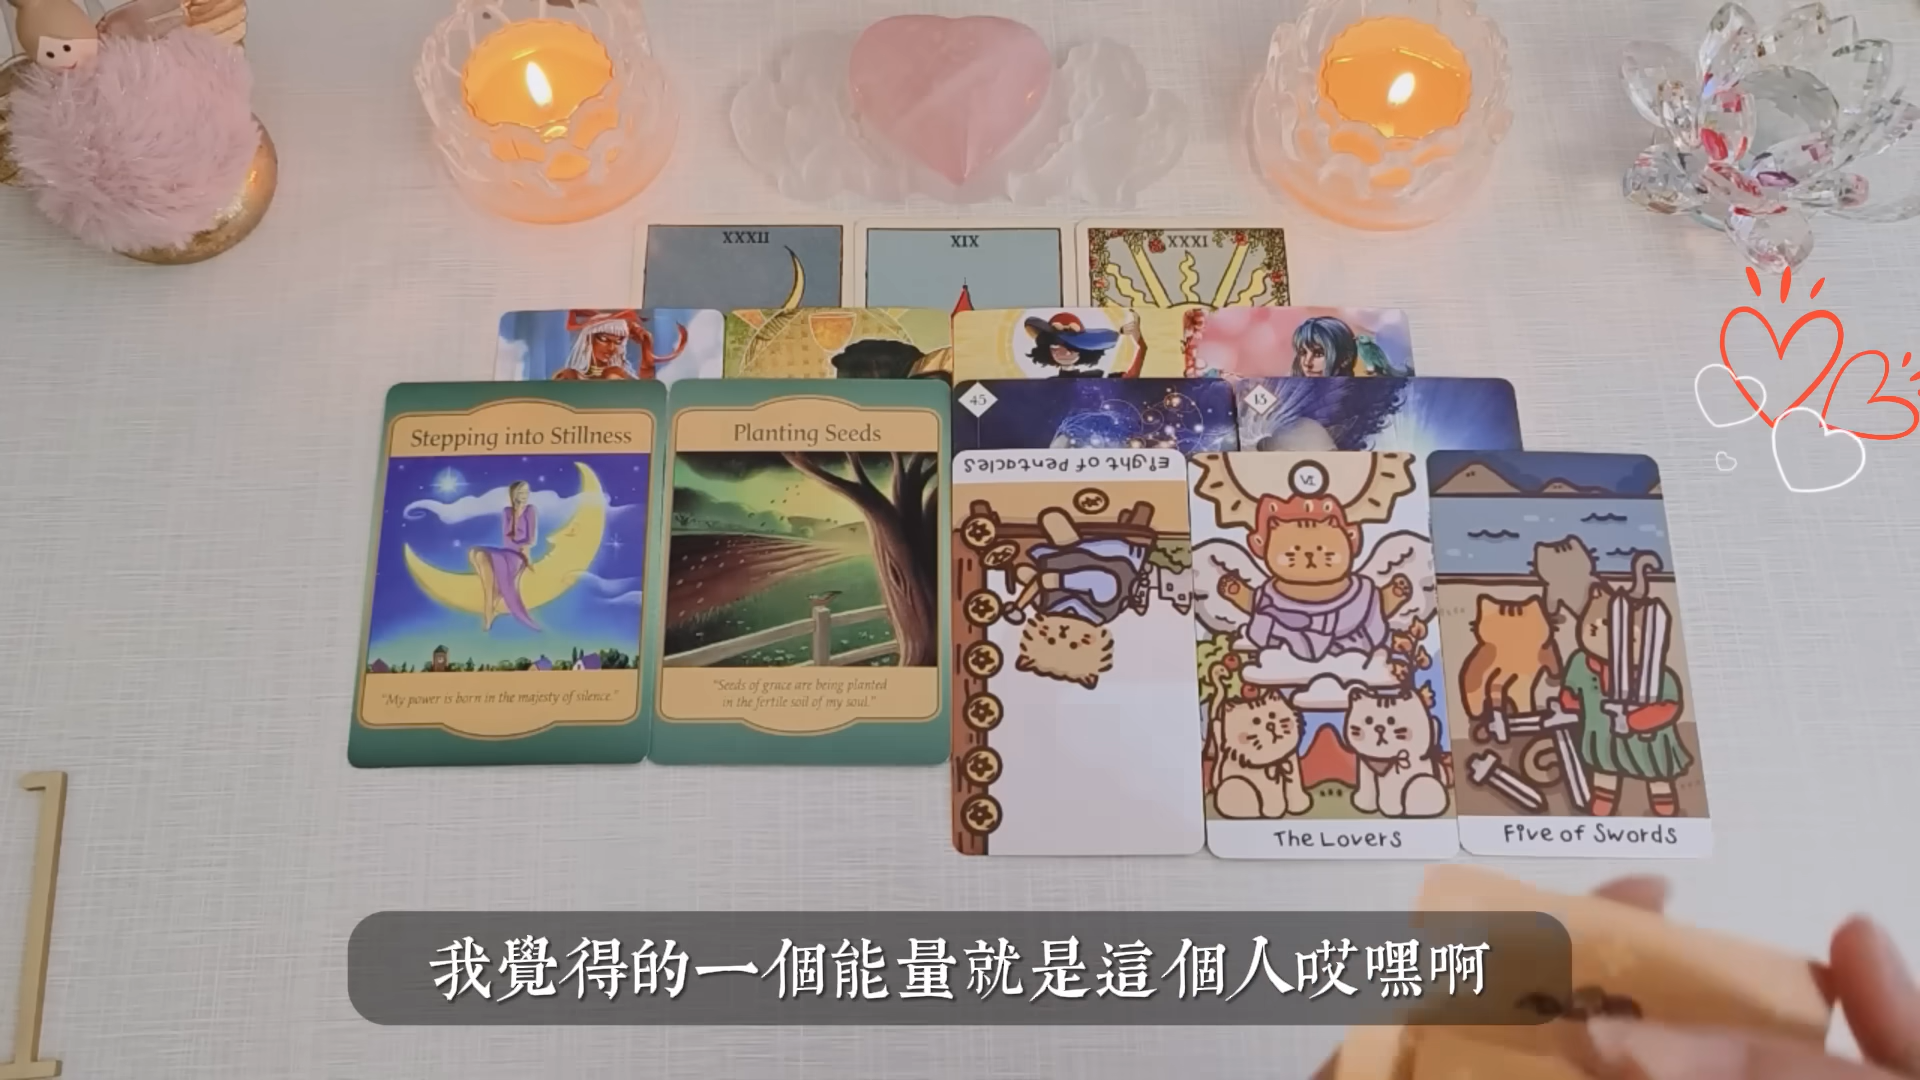 XXXII
XIX
XXXI
45
13
Stepping into Stillness
Planting Seeds
Eight of Pentacles
VI
"My power is born in the majesty of silence."
"Seeds of grace are being planted
in the fertile soil of my soul."
The Lovers
Five of Swords
1
我覺得的一個能量就是這個人哎嘿啊